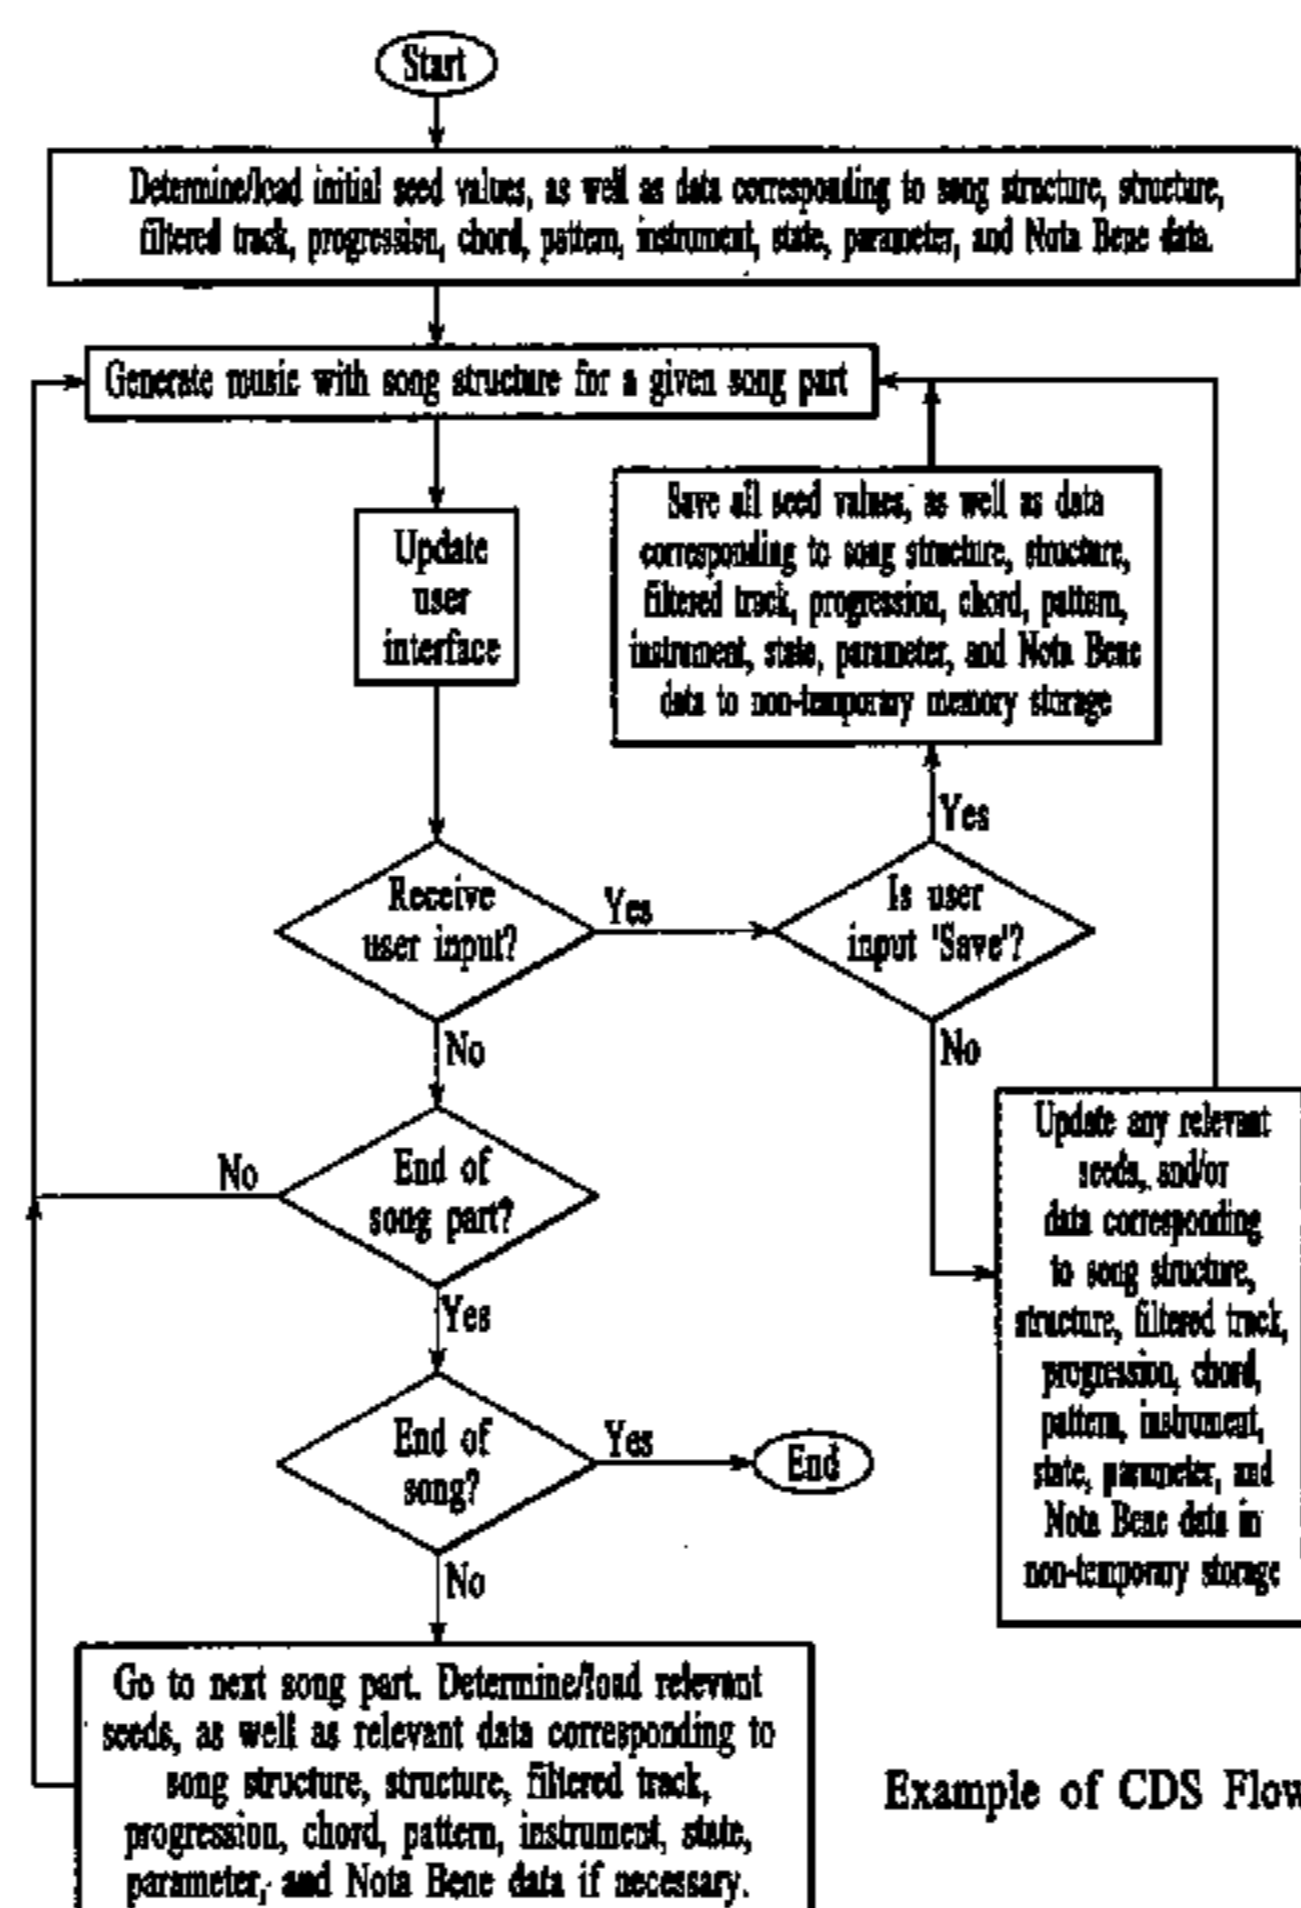 Start
Determine/load initial seed values, as well as data corresponding to song structure, structure,
filtered track, progression, chord, pattern, instrument, state, parameter, and Nota Bene data.
Generate music with song structure for a given song part
Update
user
interface
Save all seed values, as well as data
corresponding to song structure, structure,
filtered track, progression, chord, pattern,
instrument, state, parameter, and Nota Bene
data to non-temporary memory storage
Yes
Receive
user input?
Yes
Is user
input 'Save'?
No
No
Update any relevant
seeds, and/or
data corresponding
to song structure,
structure, filtered track,
progression, chord,
pattern, instrument,
state, parameter, and
Nota Bene data in
non-temporary storage
End of
song part?
No
Yes
End of
song?
Yes
End
No
Go to next song part. Determine/load relevant
seeds, as well as relevant data corresponding to
song structure, structure, filtered track,
progression, chord, pattern, instrument, state,
parameter, and Nota Bene data if necessary.
Example of CDS Flow